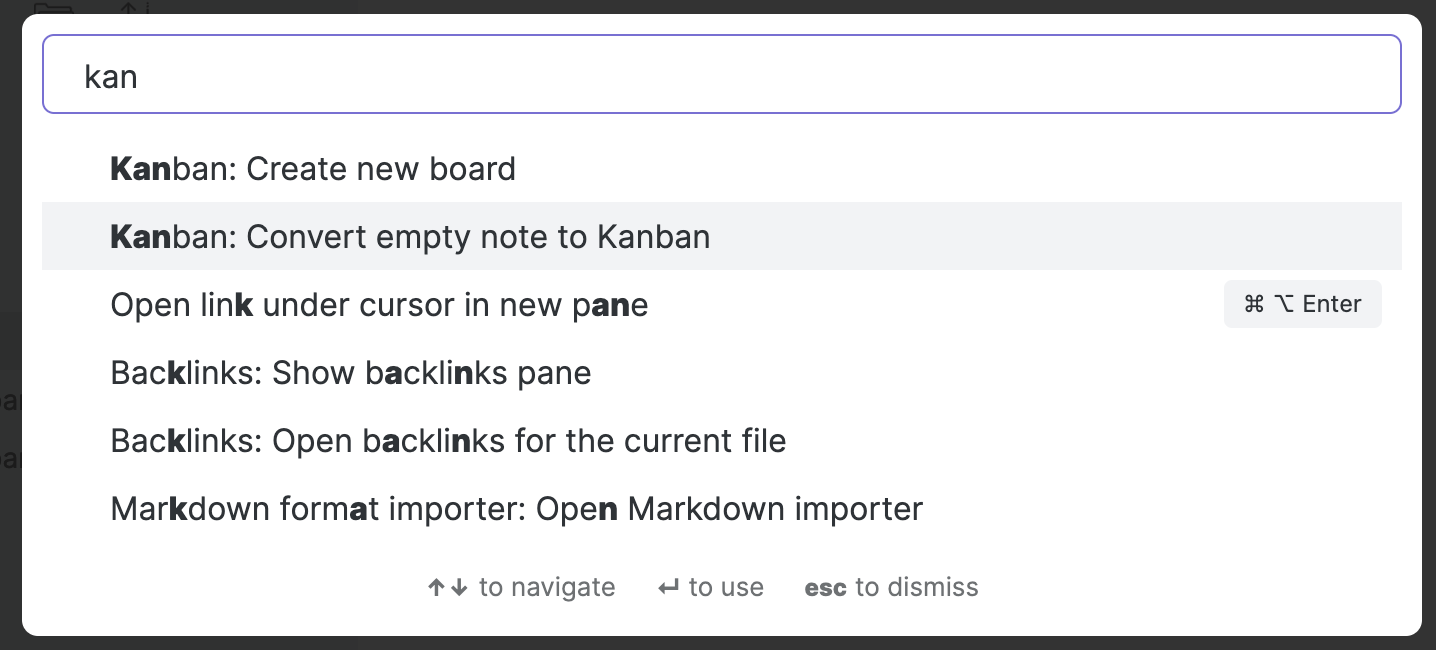 kan
Kanban: Create new board
Kanban: Convert empty note to Kanban
Open link under cursor in new pane ⌘ ⌥ Enter
Backlinks: Show backlinks pane
Backlinks: Open backlinks for the current file
Markdown format importer: Open Markdown importer
↑↓ to navigate ↵ to use esc to dismiss